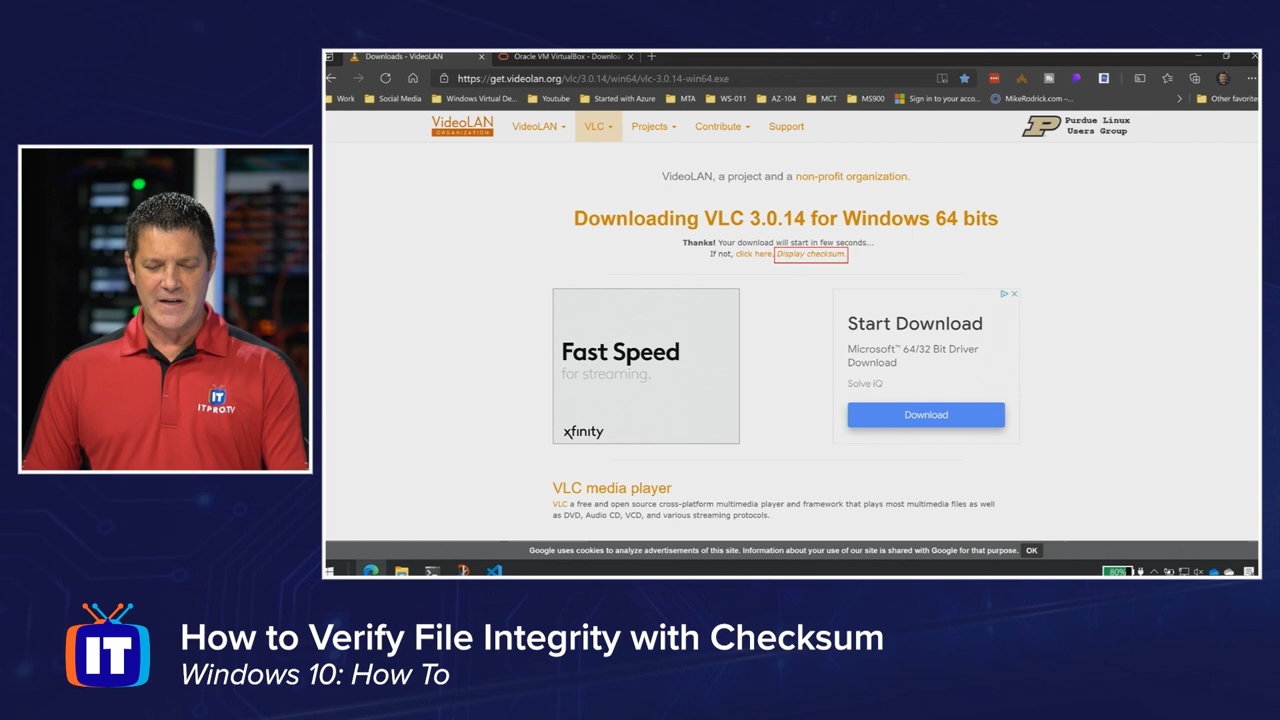 Downloads - VideoLAN
Oracle VM VirtualBox - Downlo
https://get.videolan.org/vlc/3.0.14/win64/vlc-3.0.14-win64.exe
Work
Social Media
Windows Virtual De...
Youtube
Started with Azure
MTA
WS-011
AZ-104
MCT
MS900
Sign in to your acco...
MikeRodrick.com –...
Other favorite
VideoLAN
ORGANIZATION
VideoLAN
VLC
Projects
Contribute
Support
P
Purdue Linux
Users Group
VideoLAN, a project and a non-profit organization.
Downloading VLC 3.0.14 for Windows 64 bits
Thanks! Your download will start in few seconds...
If not, click here. Display checksum.
Fast Speed
for streaming.
xfinity
Start Download
Microsoft™ 64/32 Bit Driver
Download
Solve iQ
Download
VLC media player
VLC a free and open source cross-platform multimedia player and framework that plays most multimedia files as well
as DVD, Audio CD, VCD, and various streaming protocols.
Google uses cookies to analyze advertisements of this site. Information about your use of our site is shared with Google for that purpose. OK
80%
IT
ITPRO.TV
IT
How to Verify File Integrity with Checksum
Windows 10: How To